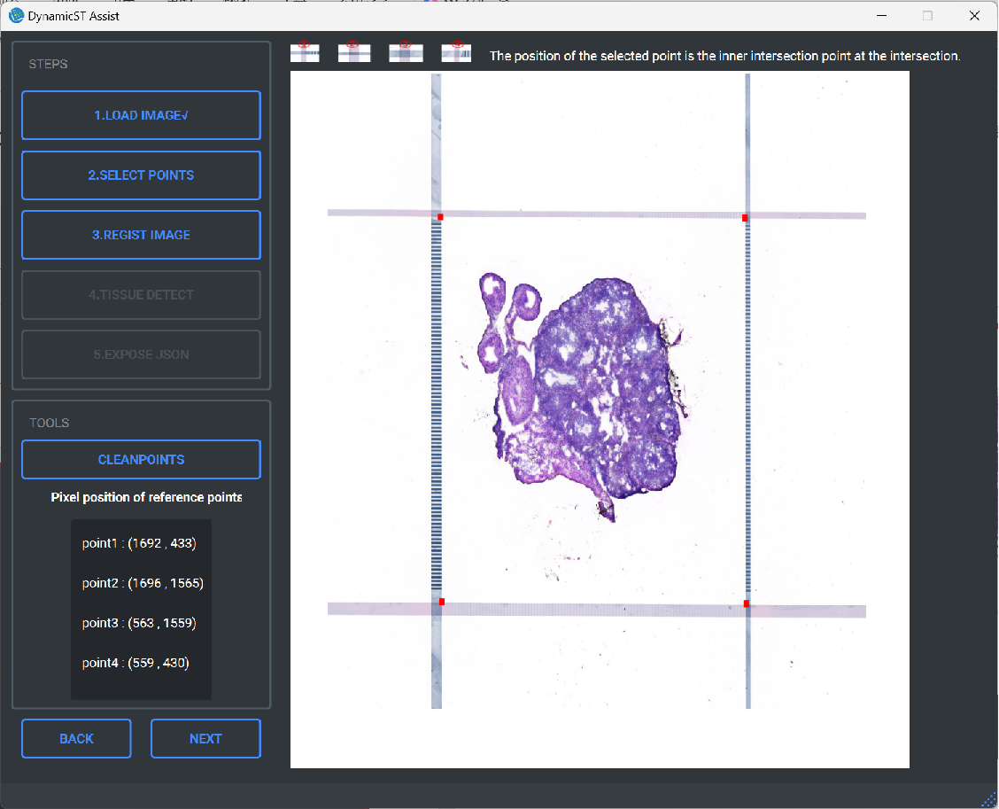 DynamicST Assist
STEPS
1.LOAD IMAGE√
2.SELECT POINTS
3.REGIST IMAGE
4.TISSUE DETECT
5.EXPOSE JSON
TOOLS
CLEANPOINTS
Pixel position of reference points
point1 : (1692 , 433)
point2 : (1696 , 1565)
point3 : (563 , 1559)
point4 : (559 , 430)
BACK
NEXT
The position of the selected point is the inner intersection point at the intersection.